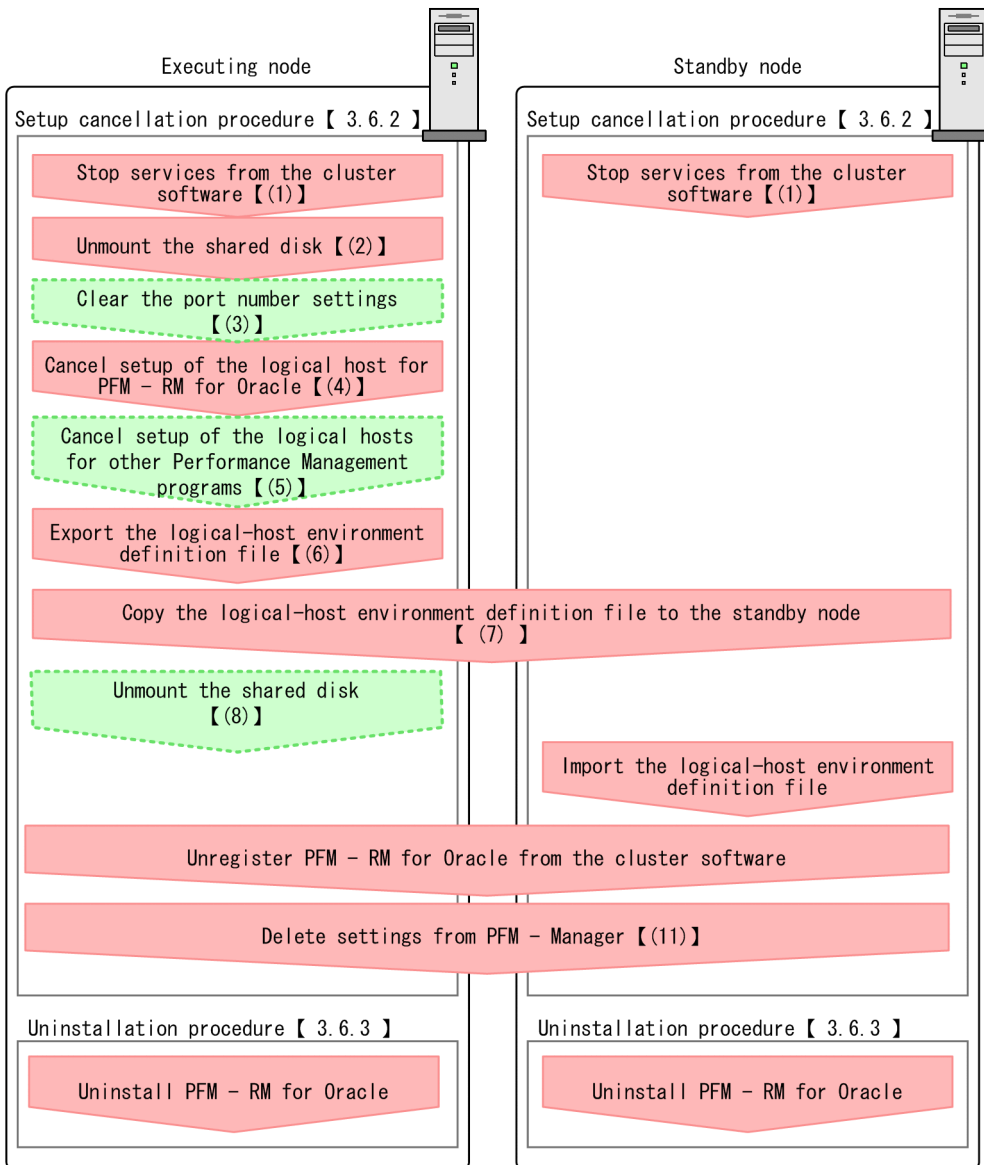 Executing node
Standby node
Setup cancellation procedure【 3.6.2 】
Setup cancellation procedure【 3.6.2 】
Stop services from the cluster
software【(1)】
Stop services from the cluster
software【(1)】
Unmount the shared disk【(2)】
Clear the port number settings
【(3)】
Cancel setup of the logical host for
PFM − RM for Oracle【(4)】
Cancel setup of the logical hosts
for other Performance Management
programs【(5)】
Export the logical-host environment
definition file【(6)】
Copy the logical-host environment definition file to the standby node
【 (7) 】
Unmount the shared disk
【(8)】
Import the logical-host environment
definition file
Unregister PFM − RM for Oracle from the cluster software
Delete settings from PFM − Manager【(11)】
Uninstallation procedure【 3.6.3 】
Uninstallation procedure【 3.6.3 】
Uninstall PFM − RM for Oracle
Uninstall PFM − RM for Oracle